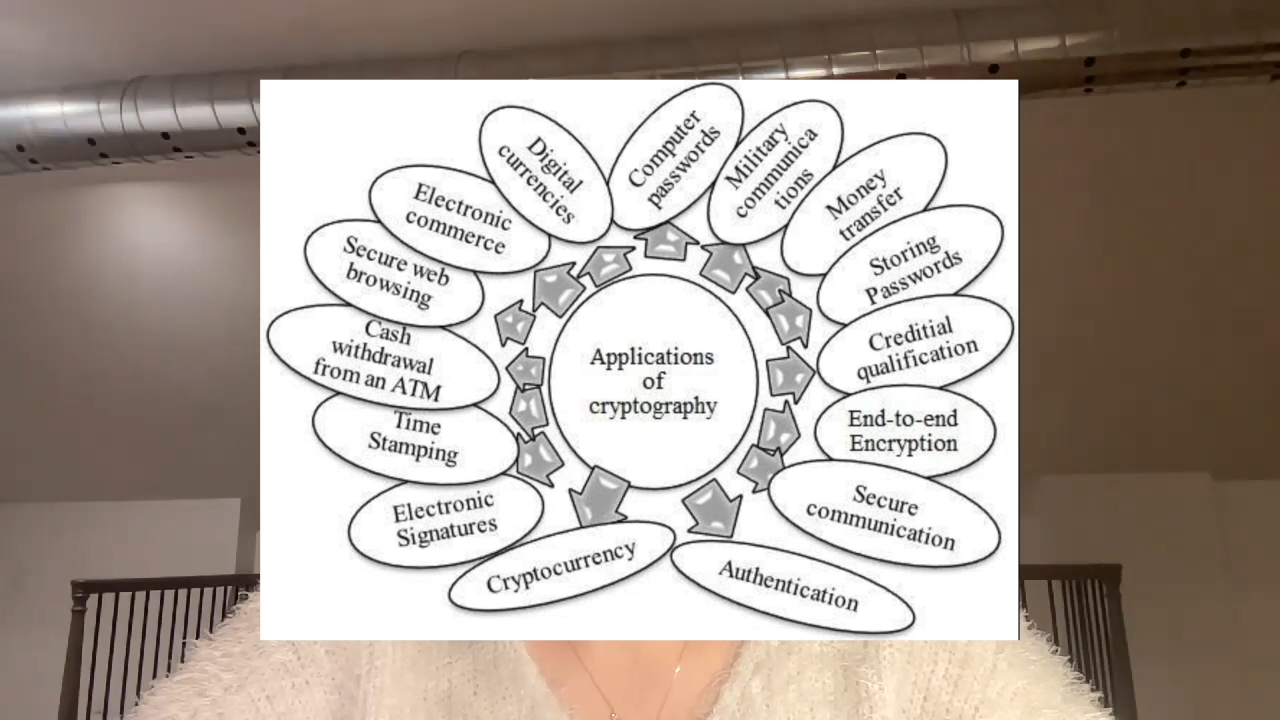 Applications
of
cryptography
Computer
passwords
Military
communica
tions
Money
transfer
Storing
Passwords
Creditial
qualification
End-to-end
Encryption
Secure
communication
Authentication
Cryptocurrency
Electronic
Signatures
Time
Stamping
Cash
withdrawal
from an ATM
Secure web
browsing
Electronic
commerce
Digital
currencies